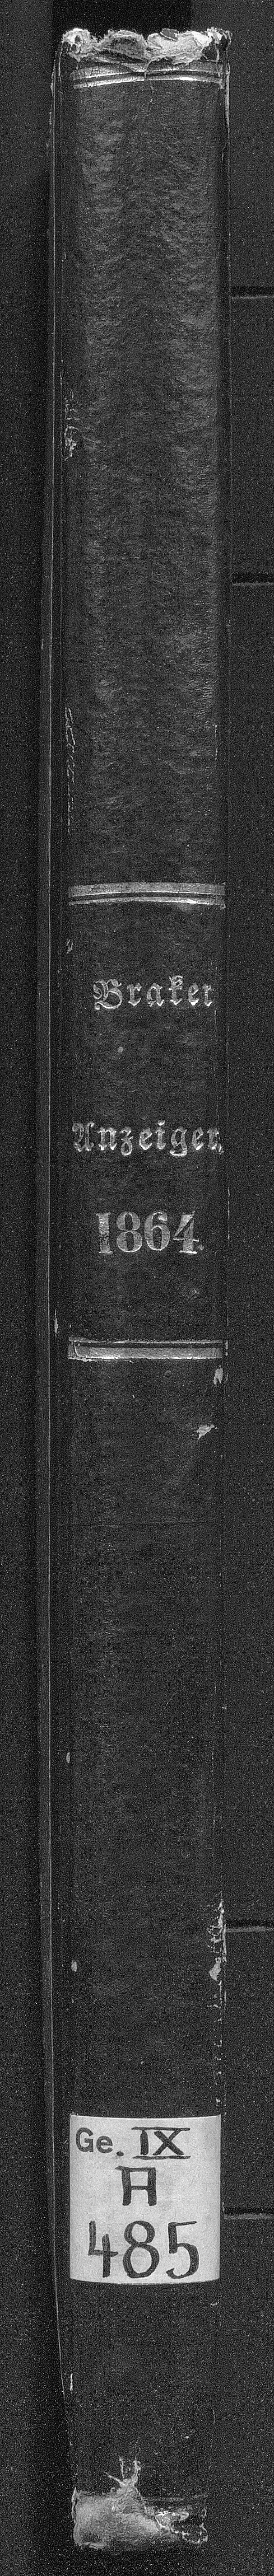 Braker
Anzeiger.
1864.
Ge. IX
A
485